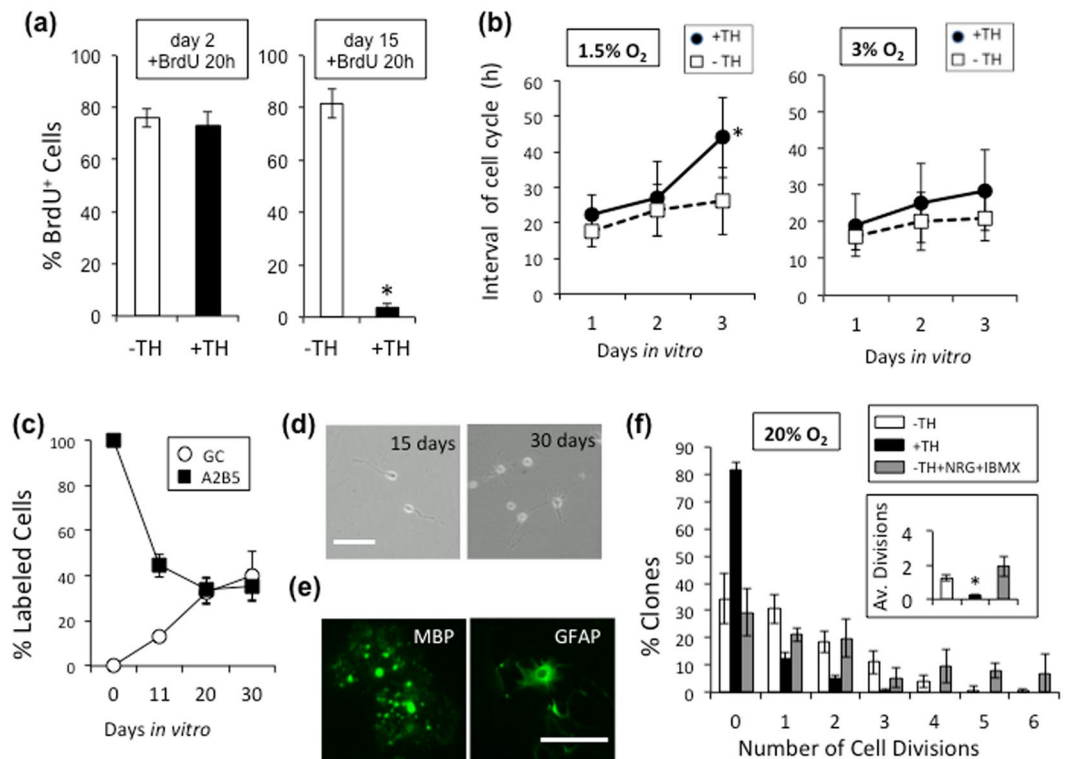 (a)
day 2
+BrdU 20h
day 15
+BrdU 20h
% BrdU+ Cells
100
80
60
40
20
0
-TH
+TH
100
80
60
40
20
0
*
-TH
+TH
(b)
1.5% O2
+TH
- TH
3% O2
+TH
- TH
Interval of cell cycle (h)
60
50
40
30
20
10
0
*
1 2 3
Days in vitro
60
50
40
30
20
10
0
1 2 3
Days in vitro
(c)
% Labeled Cells
100
80
60
40
20
0
GC
A2B5
0 11 20 30
Days in vitro
(d)
15 days
30 days
(e)
MBP
GFAP
(f)
20% O2
-TH
+TH
-TH+NRG+IBMX
% Clones
90
80
70
60
50
40
30
20
10
0
Av. Divisions
4
2
0
*
0 1 2 3 4 5 6
Number of Cell Divisions